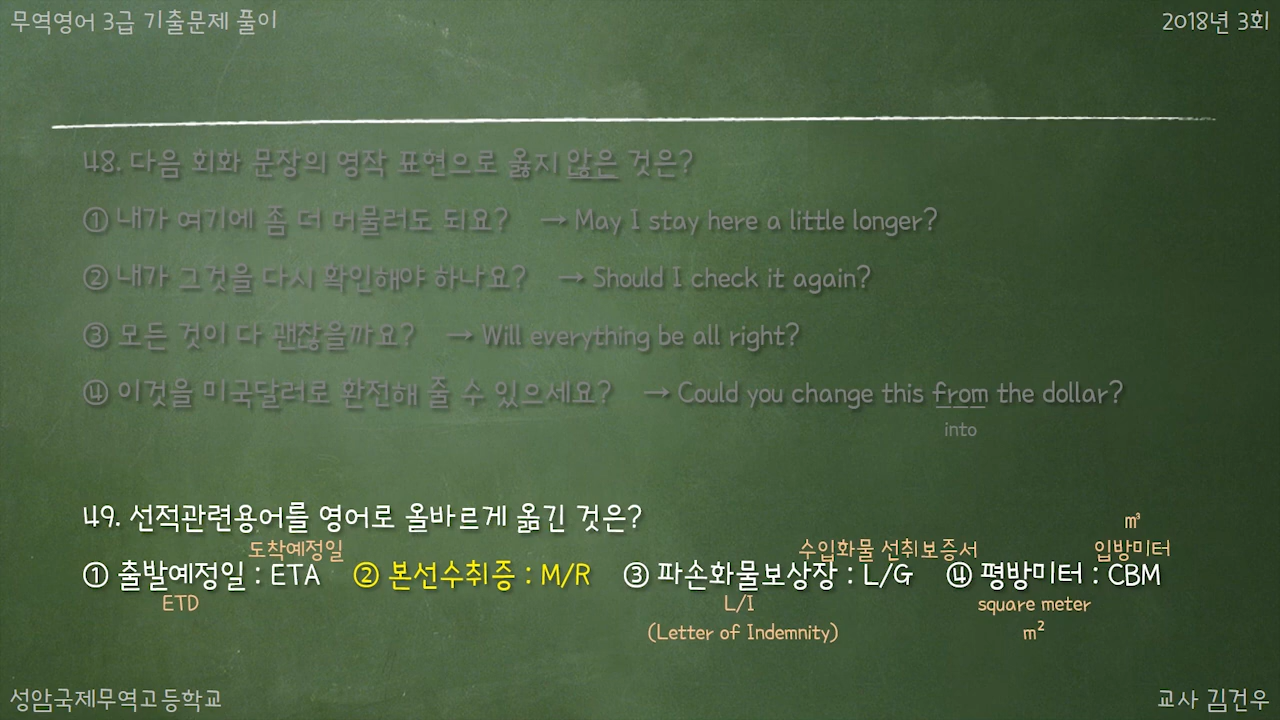 무역영어 3급 기출문제 풀이
2018년 3회
48. 다음 회화 문장의 영작 표현으로 옳지 않은 것은?
① 내가 여기에 좀 더 머물러도 되요? → May I stay here a little longer?
② 내가 그것을 다시 확인해야 하나요? → Should I check it again?
③ 모든 것이 다 괜찮을까요? → Will everything be all right?
④ 이것을 미국달러로 환전해 줄 수 있으세요? → Could you change this from the dollar?
into
49. 선적관련용어를 영어로 올바르게 옮긴 것은?
㎥
도착예정일 수입화물 선취보증서 입방미터
① 출발예정일 : ETA ② 본선수취증 : M/R ③ 파손화물보상장 : L/G ④ 평방미터 : CBM
ETD L/I square meter
(Letter of Indemnity) m²
성암국제무역고등학교
교사 김건우